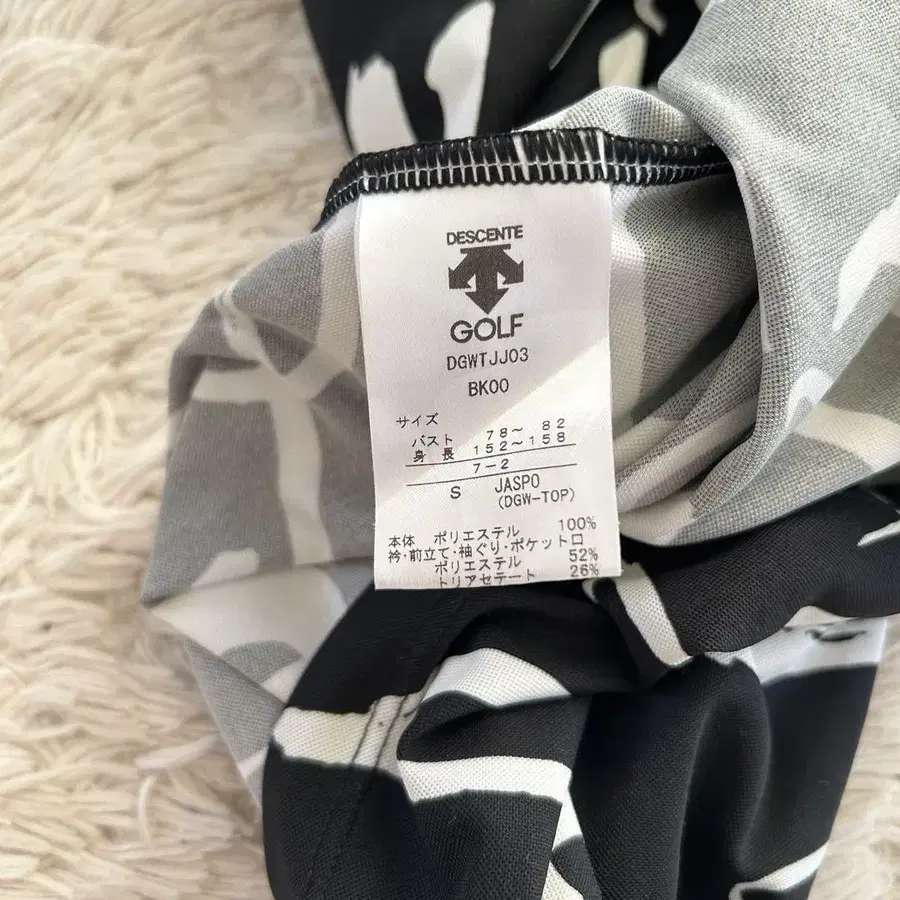 DESCENTE
GOLF
DGWTJJ03
BK00
サイズ
バスト 78～ 82
身 長 152～158
7-2
S JASPO
(DGW-TOP)
本体 ポリエステル 100%
衿・前立て・袖ぐり・ポケット口
ポリエステル 52%
トリアセテート 26%